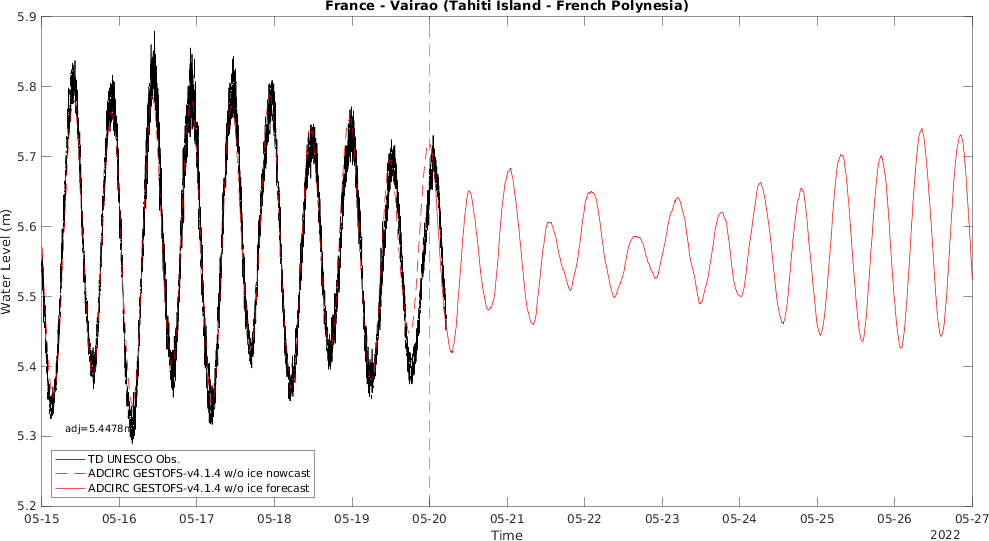 France - Vairao (Tahiti Island - French Polynesia)
5.9
5.8
5.7
5.6
5.5
5.4
5.3
5.2
Water Level (m)
adj=5.4478m
TD UNESCO Obs.
ADCIRC GESTOFS-v4.1.4 w/o ice nowcast
ADCIRC GESTOFS-v4.1.4 w/o ice forecast
05-15 05-16 05-17 05-18 05-19 05-20 05-21 05-22 05-23 05-24 05-25 05-26 05-27
Time
2022